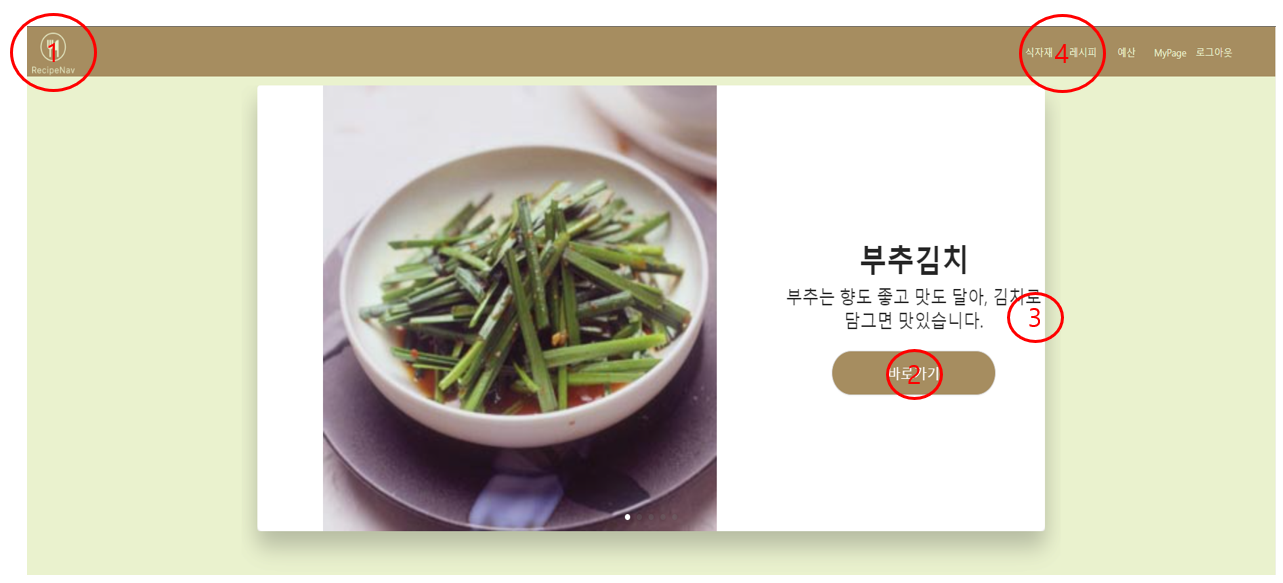 1
RecipeNav
식자재 4 레시피 예산 MyPage 로그아웃
부추김치
부추는 향도 좋고 맛도 달아, 김치로
3
담그면 맛있습니다.
바로가기
2